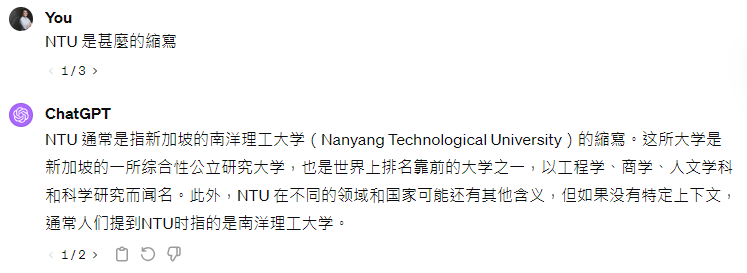 You
NTU 是甚麼的縮寫
1/3
ChatGPT
NTU 通常是指新加坡的南洋理工大学（Nanyang Technological University）的縮寫。这所大学是
新加坡的一所综合性公立研究大学，也是世界上排名靠前的大学之一，以工程学、商学、人文学科
和科学研究而闻名。此外，NTU 在不同的领域和国家可能还有其他含义，但如果没有特定上下文，
通常人们提到NTU时指的是南洋理工大学。
1/2